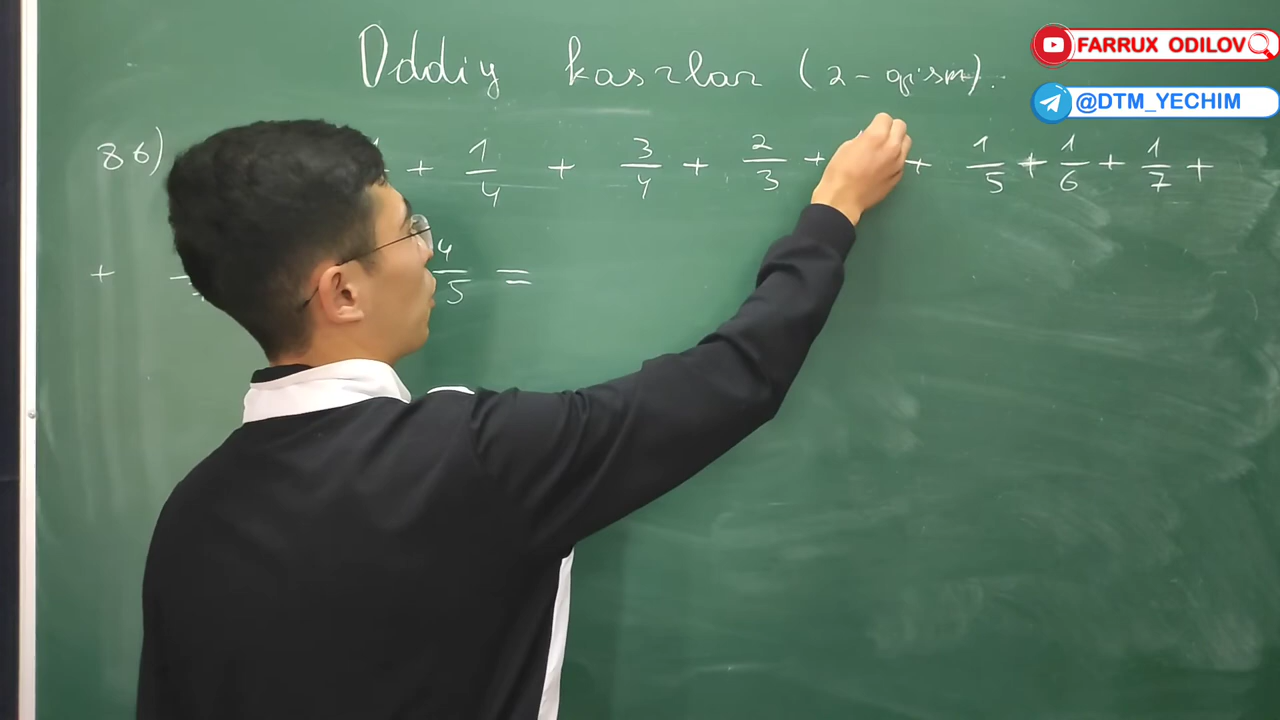 Oddiy kasrlar (2-qism).
FARRUX ODILOV
@DTM_YECHIM
86) + 1/4 + 3/4 + 2/3 + + 1/5 + 1/6 + 1/7 +
+ 4/5 =